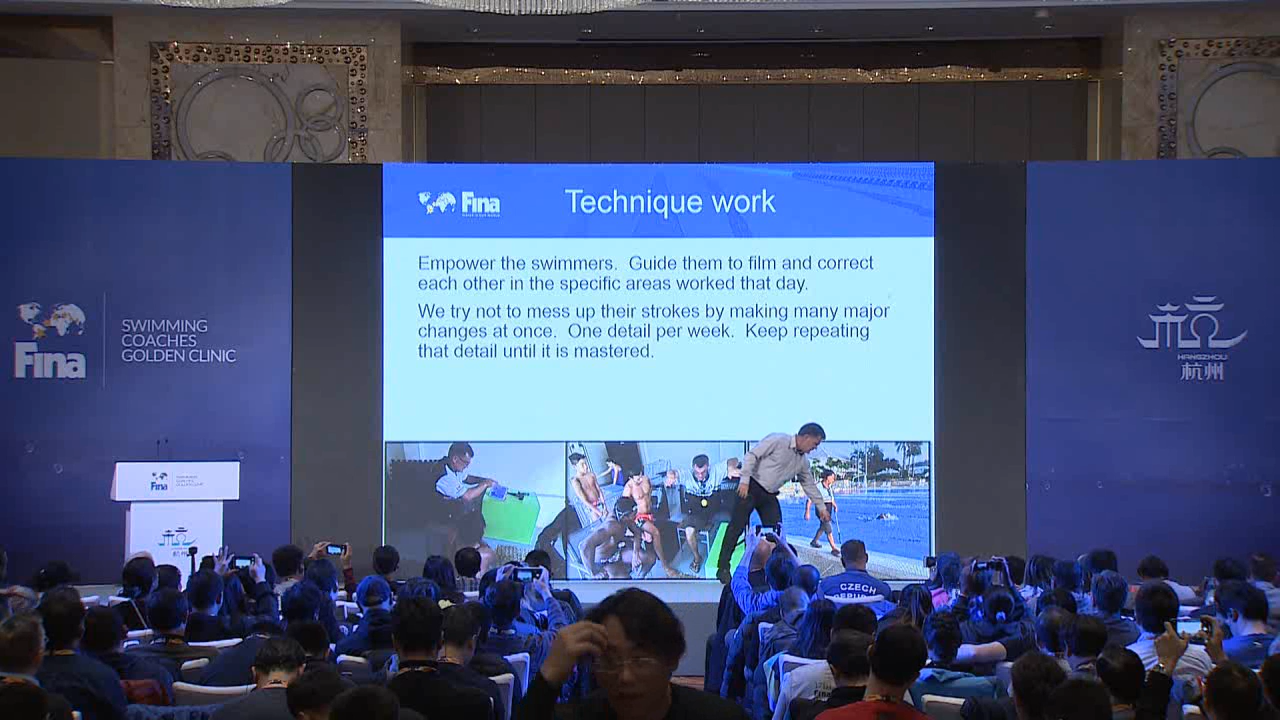 Fina
Technique work
Empower the swimmers.  Guide them to film and correct
each other in the specific areas worked that day.
We try not to mess up their strokes by making many major
changes at once.  One detail per week.  Keep repeating
that detail until it is mastered.
Fina
SWIMMING
COACHES
GOLDEN CLINIC
HANGZHOU
杭州
Fina
杭州
CZECH